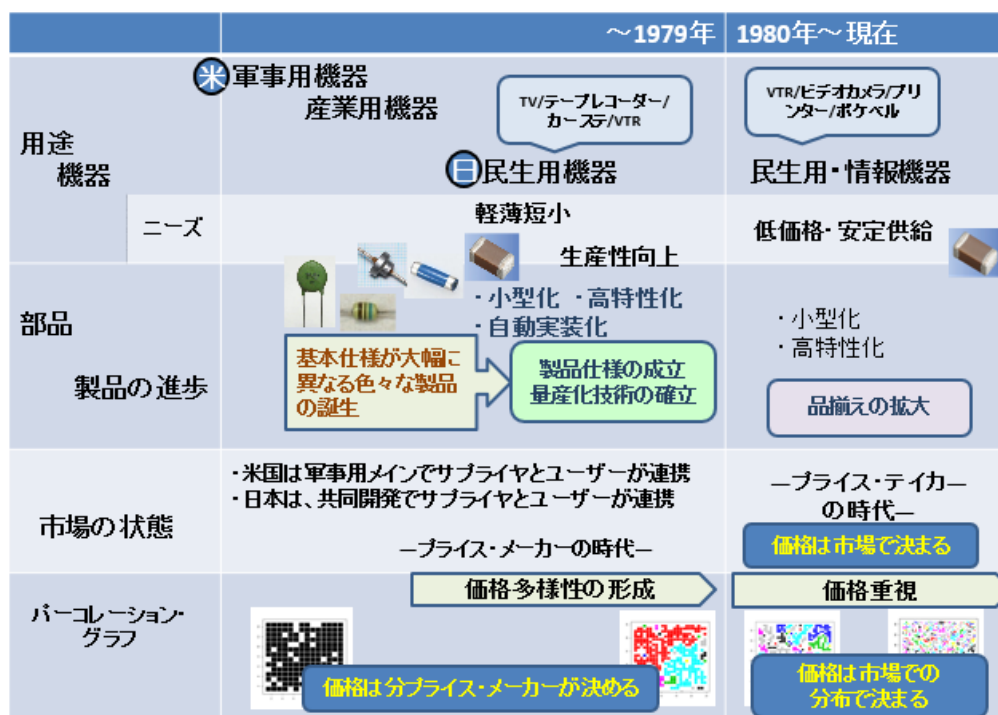 ～1979年
1980年～現在
用途
機器
米 軍事用機器
産業用機器
TV/テープレコーダー/
カーステ/VTR
日 民生用機器
VTR/ビデオカメラ/プリ
ンター/ポケベル
民生用・情報機器
ニーズ
軽薄短小
生産性向上
低価格・安定供給
部品
製品の進歩
・小型化 ・高特性化
・自動実装化
基本仕様が大幅に
異なる色々な製品
の誕生
製品仕様の成立
量産化技術の確立
・小型化
・高特性化
品揃えの拡大
市場の状態
・米国は軍事用メインでサプライヤとユーザーが連携
・日本は、共同開発でサプライヤとユーザーが連携
―プライス・メーカーの時代―
―プライス・テイカー
の時代―
価格は市場で決まる
パーコレーション・
グラフ
価格多様性の形成
価格重視
価格は分プライス・メーカーが決める
価格は市場での
分布で決まる